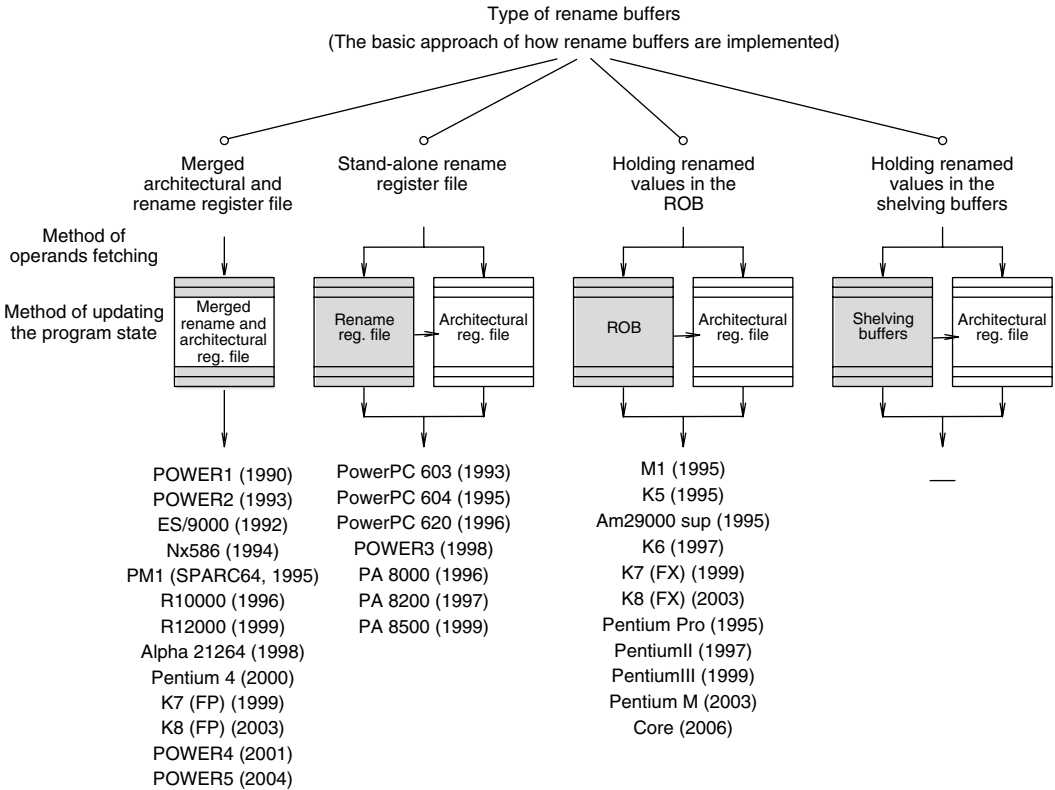 Type of rename buffers
(The basic approach of how rename buffers are implemented)
Merged
architectural and
rename register file
Stand-alone rename
register file
Holding renamed
values in the
ROB
Holding renamed
values in the
shelving buffers
Method of
operands fetching
Method of updating
the program state
Merged
rename and
architectural
reg. file
Rename
reg. file
Architectural
reg. file
ROB
Architectural
reg. file
Shelving
buffers
Architectural
reg. file
POWER1 (1990)
POWER2 (1993)
ES/9000 (1992)
Nx586 (1994)
PM1 (SPARC64, 1995)
R10000 (1996)
R12000 (1999)
Alpha 21264 (1998)
Pentium 4 (2000)
K7 (FP) (1999)
K8 (FP) (2003)
POWER4 (2001)
POWER5 (2004)
PowerPC 603 (1993)
PowerPC 604 (1995)
PowerPC 620 (1996)
POWER3 (1998)
PA 8000 (1996)
PA 8200 (1997)
PA 8500 (1999)
M1 (1995)
K5 (1995)
Am29000 sup (1995)
K6 (1997)
K7 (FX) (1999)
K8 (FX) (2003)
Pentium Pro (1995)
PentiumII (1997)
PentiumIII (1999)
Pentium M (2003)
Core (2006)
—